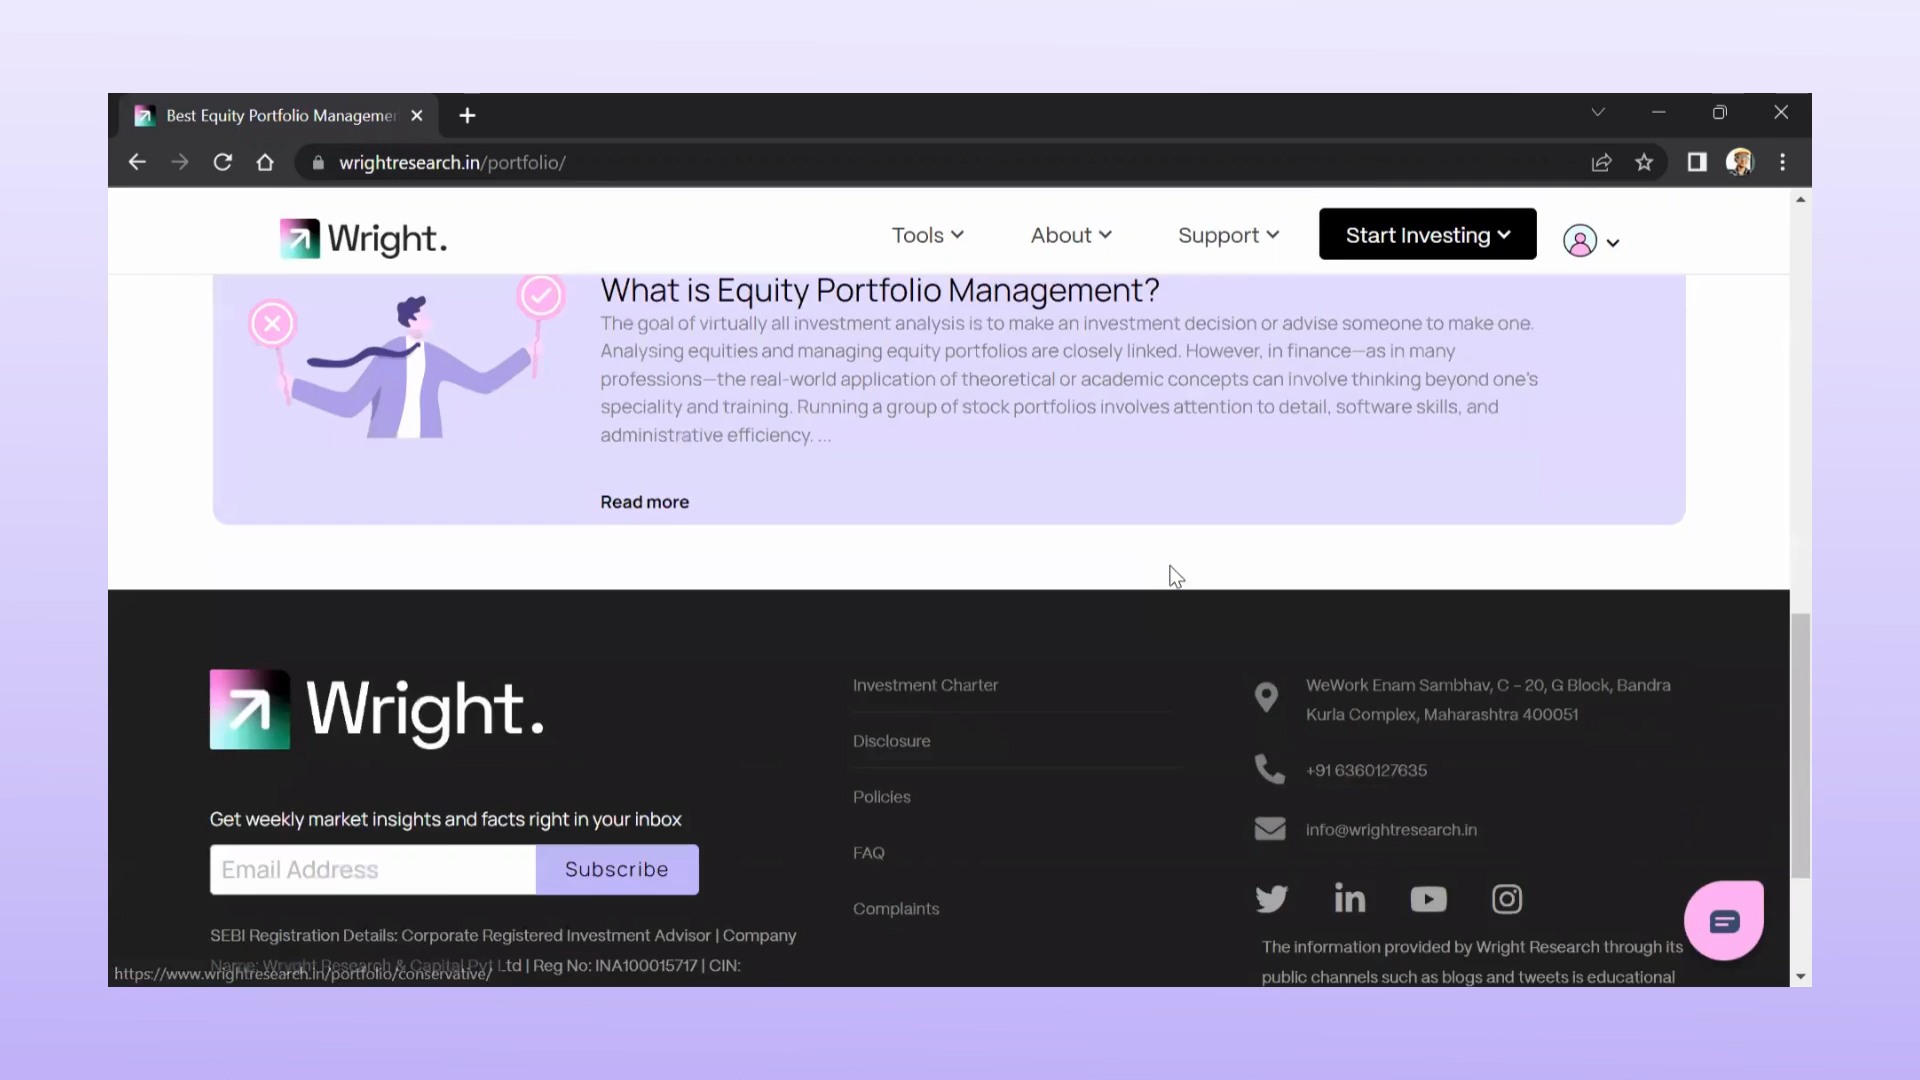 Best Equity Portfolio Managemen
wrightresearch.in/portfolio/
Wright.
Tools
About
Support
Start Investing
What is Equity Portfolio Management?
The goal of virtually all investment analysis is to make an investment decision or advise someone to make one.
Analysing equities and managing equity portfolios are closely linked. However, in finance—as in many
professions—the real-world application of theoretical or academic concepts can involve thinking beyond one's
speciality and training. Running a group of stock portfolios involves attention to detail, software skills, and
administrative efficiency. ...
Read more
Wright.
Get weekly market insights and facts right in your inbox
Email Address
Subscribe
SEBI Registration Details: Corporate Registered Investment Advisor | Company
Name: Wryght Research & Capital Pvt Ltd | Reg No: INA100015717 | CIN:
https://www.wrightresearch.in/portfolio/conservative/
Investment Charter
Disclosure
Policies
FAQ
Complaints
WeWork Enam Sambhav, C - 20, G Block, Bandra
Kurla Complex, Maharashtra 400051
+91 6360127635
info@wrightresearch.in
in
The information provided by Wright Research through its
public channels such as blogs and tweets is educational